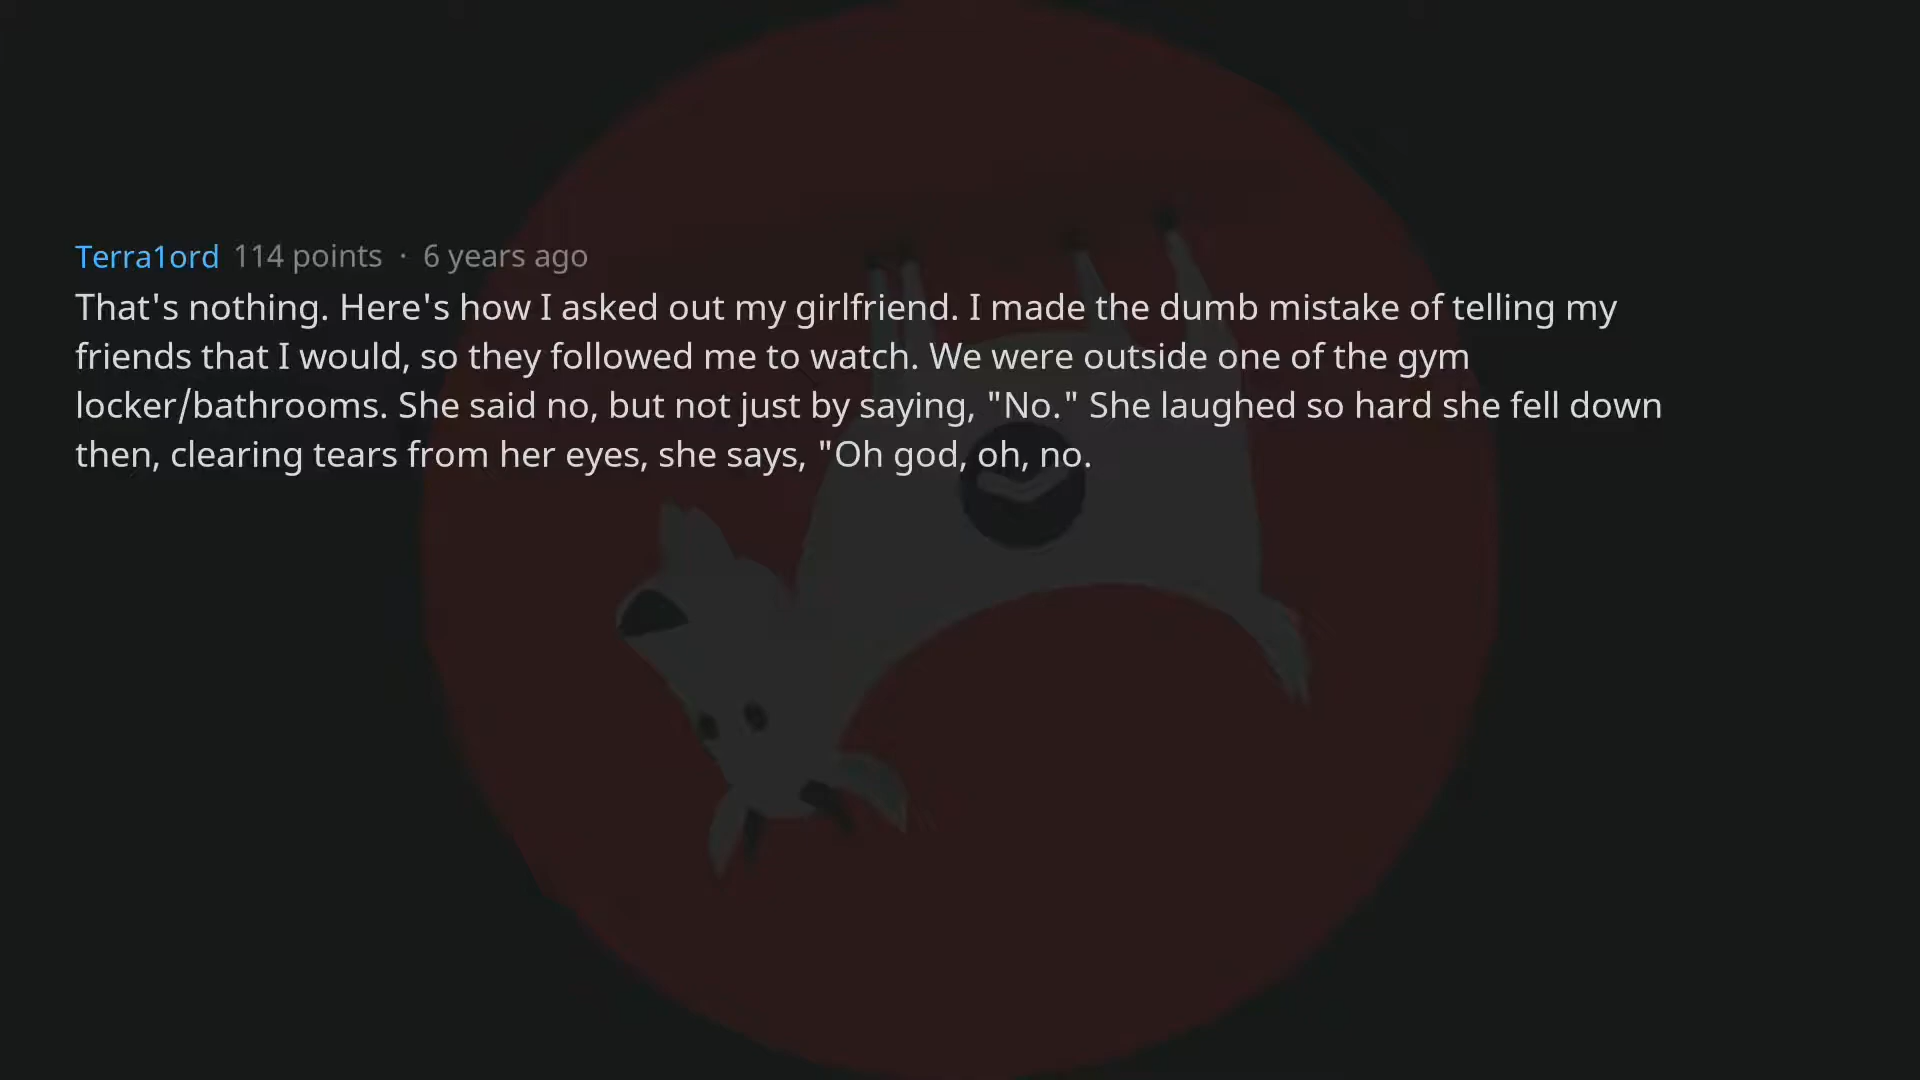 Terra1ord 114 points · 6 years ago
That's nothing. Here's how I asked out my girlfriend. I made the dumb mistake of telling my
friends that I would, so they followed me to watch. We were outside one of the gym
locker/bathrooms. She said no, but not just by saying, "No." She laughed so hard she fell down
then, clearing tears from her eyes, she says, "Oh god, oh, no.